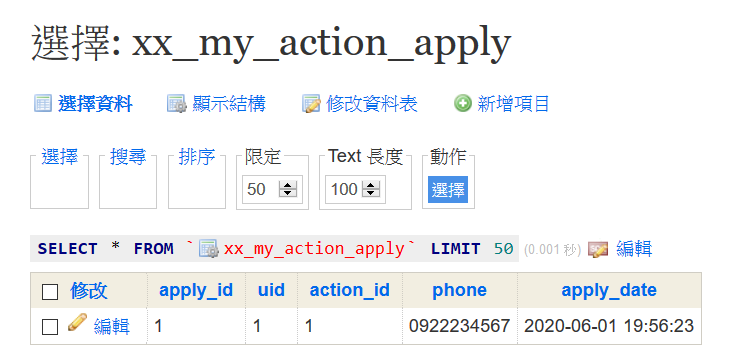 選擇: xx_my_action_apply
選擇資料 顯示結構 修改資料表 新增項目
選擇 搜尋 排序 限定 Text 長度 動作
50 100 選擇
SELECT * FROM `xx_my_action_apply` LIMIT 50 (0.001 秒) 編輯
修改 apply_id uid action_id phone apply_date
編輯 1 1 1 0922234567 2020-06-01 19:56:23